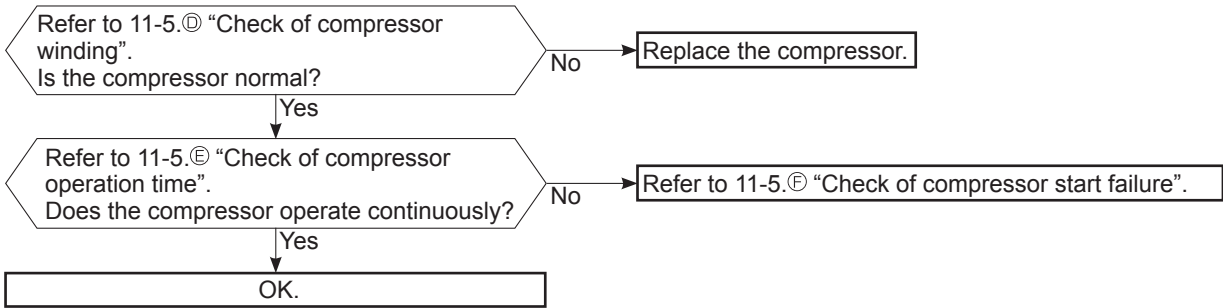 Refer to 11-5.Ⓓ “Check of compressor
winding”.
Is the compressor normal?
No
Replace the compressor.
Yes
Refer to 11-5.Ⓔ “Check of compressor
operation time”.
Does the compressor operate continuously?
No
Refer to 11-5.Ⓕ “Check of compressor start failure”.
Yes
OK.